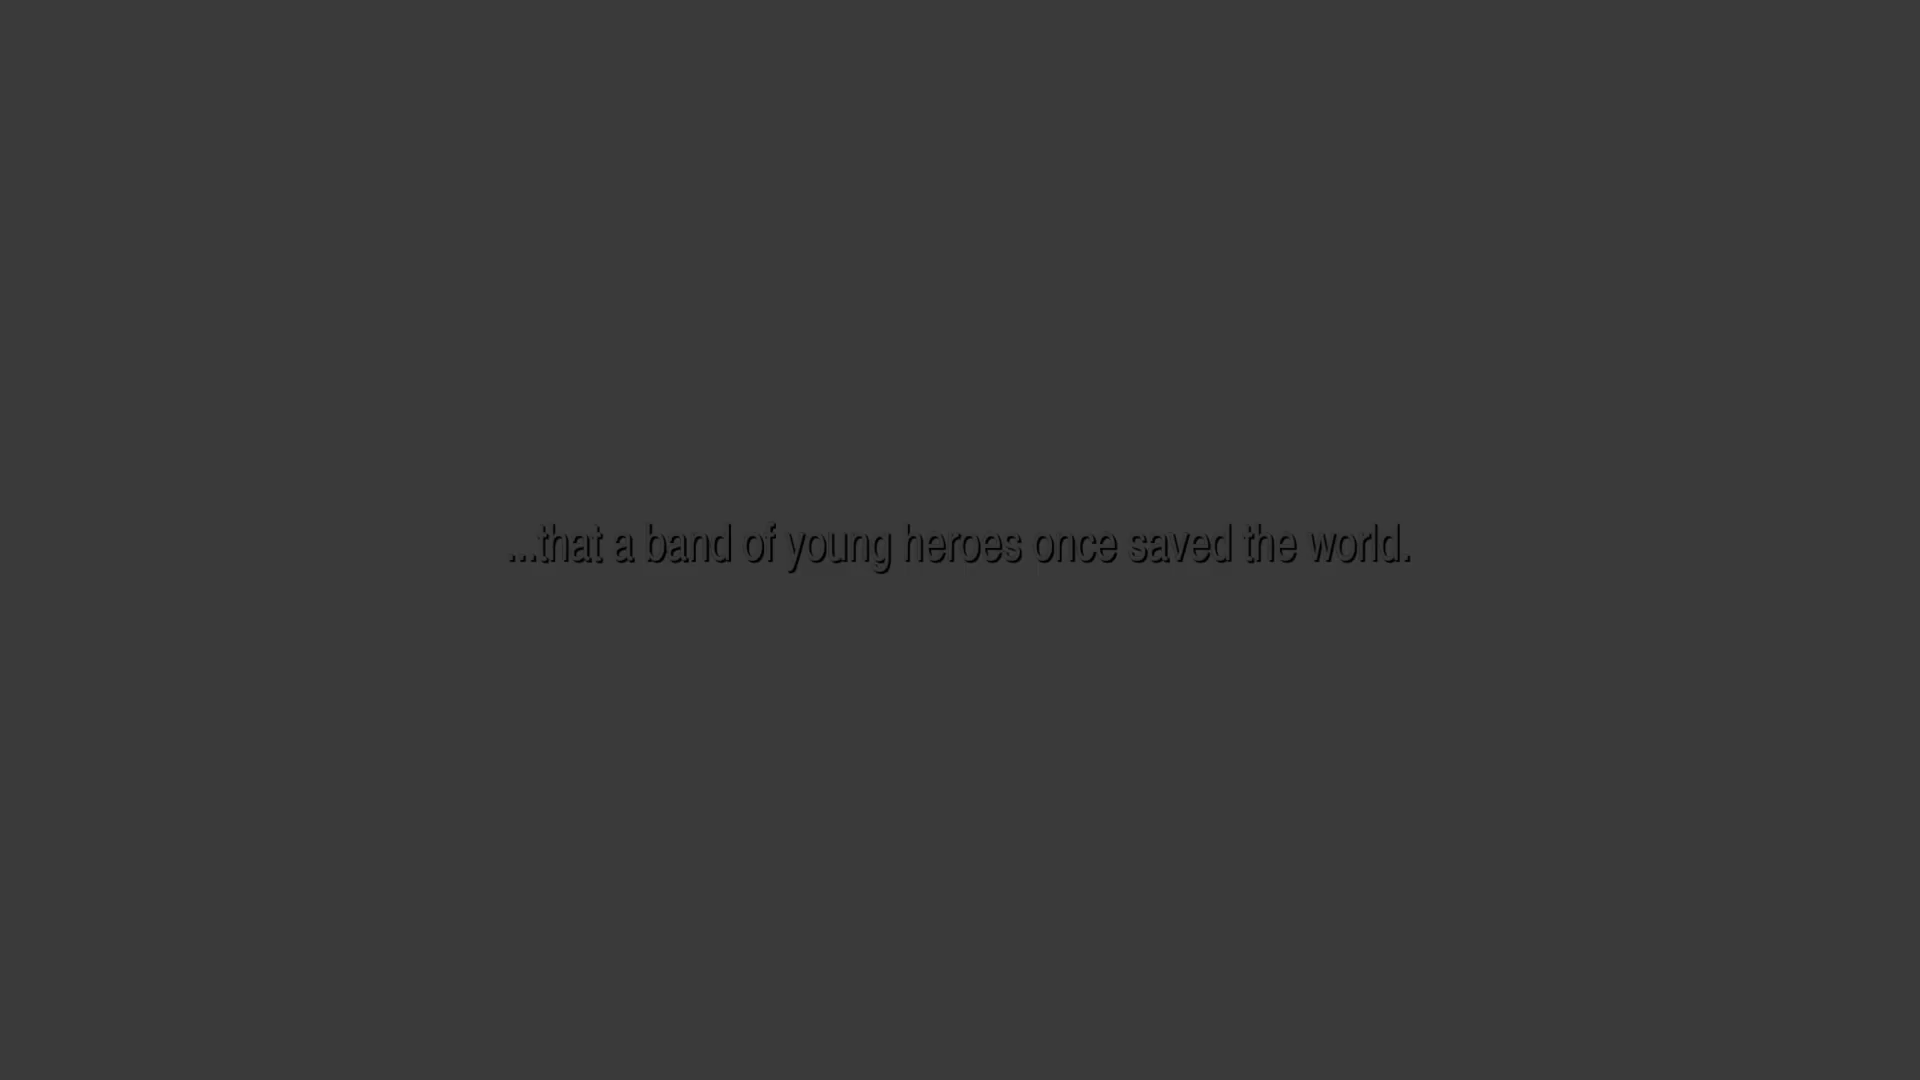 ...that a band of young heroes once saved the world.